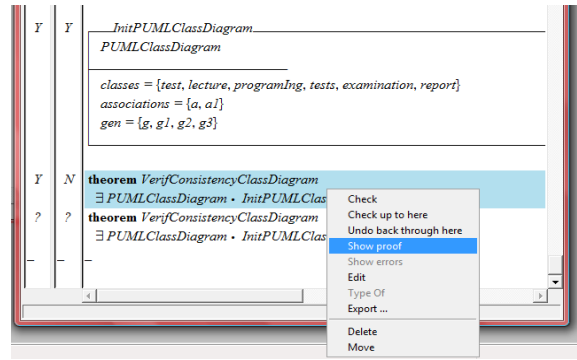 Y Y InitPUMLClassDiagram
PUMLClassDiagram
classes = {test, lecture, programIng, tests, examination, report}
associations = {a, a1}
gen = {g, g1, g2, g3}
Y N theorem VerifConsistencyClassDiagram
∃ PUMLClassDiagram • InitPUMLClas
? ? theorem VerifConsistencyClassDiagram
∃ PUMLClassDiagram • InitPUMLClas
Check
Check up to here
Undo back through here
Show proof
Show errors
Edit
Type Of
Export ...
Delete
Move